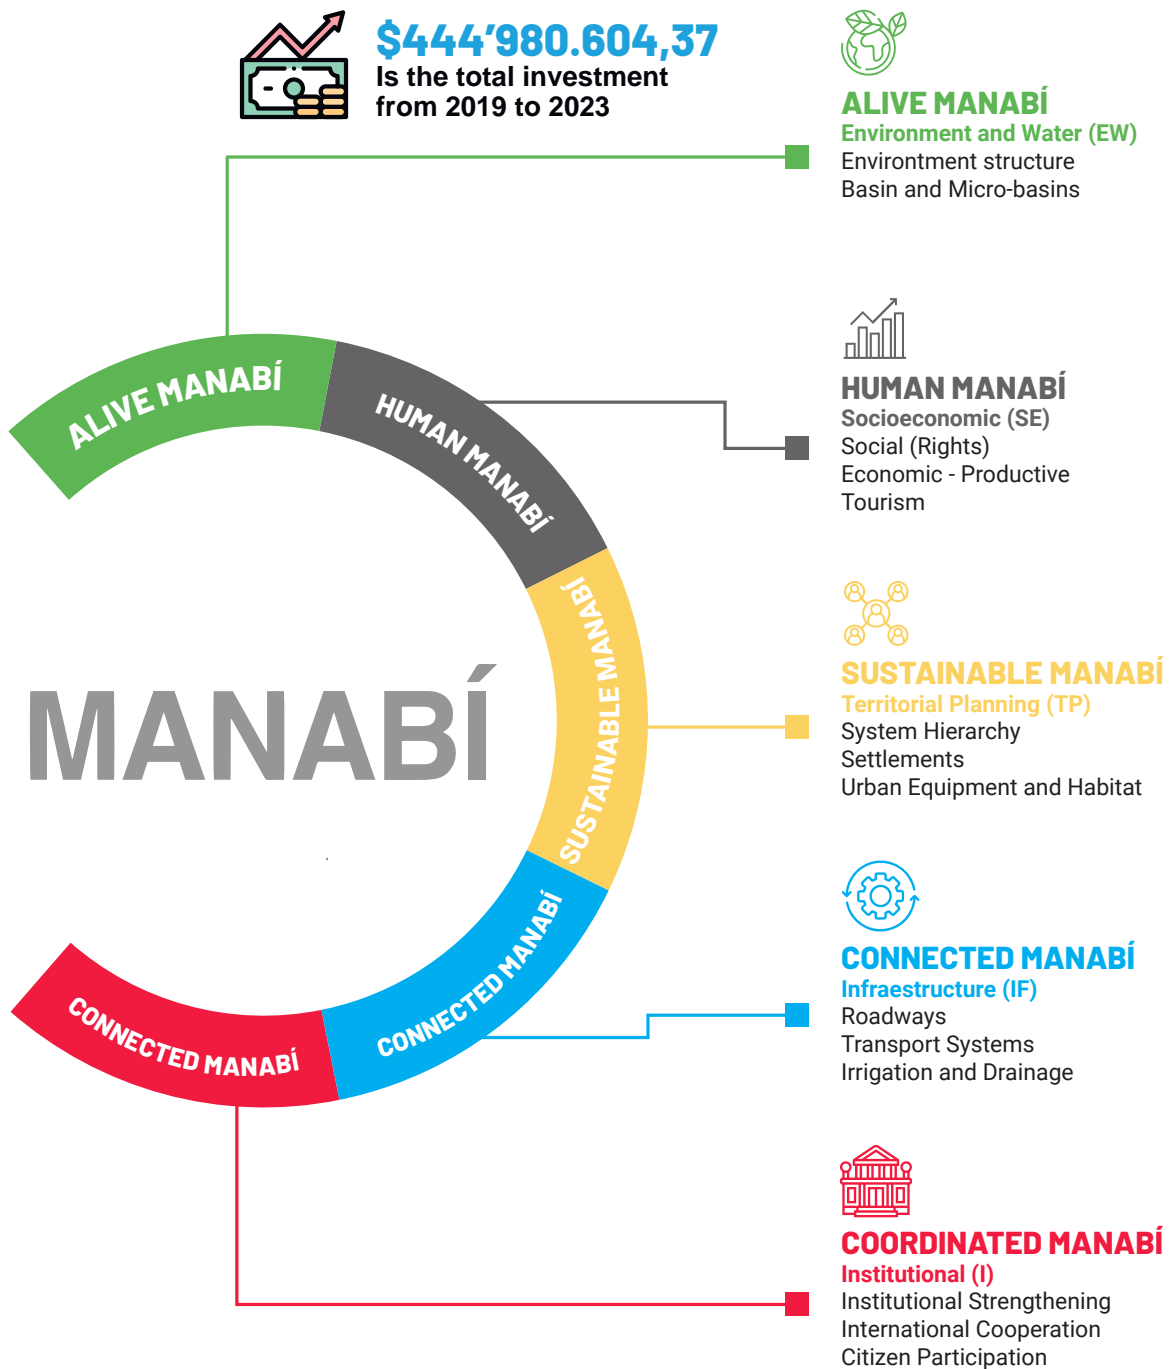 $444'980.604,37
Is the total investment
from 2019 to 2023
ALIVE MANABÍ
Environment and Water (EW)
Environtment structure
Basin and Micro-basins
HUMAN MANABÍ
Socioeconomic (SE)
Social (Rights)
Economic - Productive
Tourism
SUSTAINABLE MANABÍ
Territorial Planning (TP)
System Hierarchy
Settlements
Urban Equipment and Habitat
CONNECTED MANABÍ
Infraestructure (IF)
Roadways
Transport Systems
Irrigation and Drainage
COORDINATED MANABÍ
Institutional (I)
Institutional Strengthening
International Cooperation
Citizen Participation
ALIVE MANABÍ
HUMAN MANABÍ
SUSTAINABLE MANABÍ
CONNECTED MANABÍ
CONNECTED MANABÍ
MANABÍ